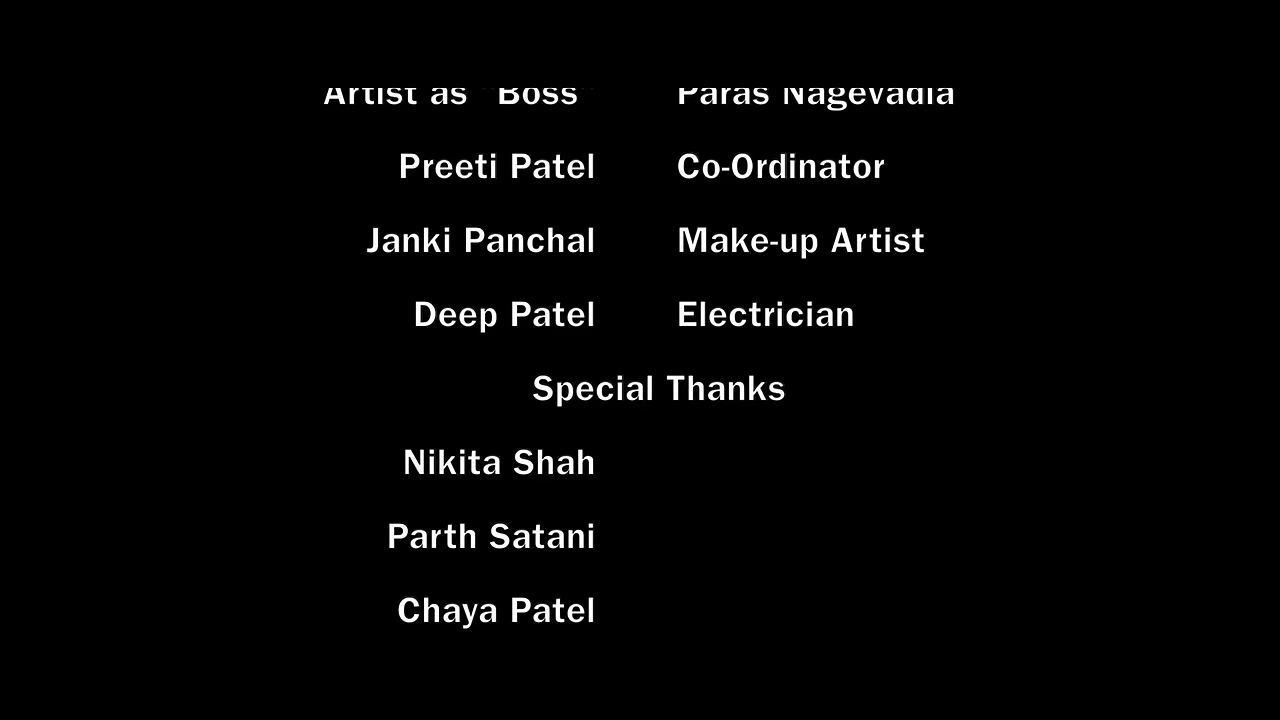 Artist as "Boss" Paras Nagevadia
Preeti Patel Co-Ordinator
Janki Panchal Make-up Artist
Deep Patel Electrician
Special Thanks
Nikita Shah
Parth Satani
Chaya Patel